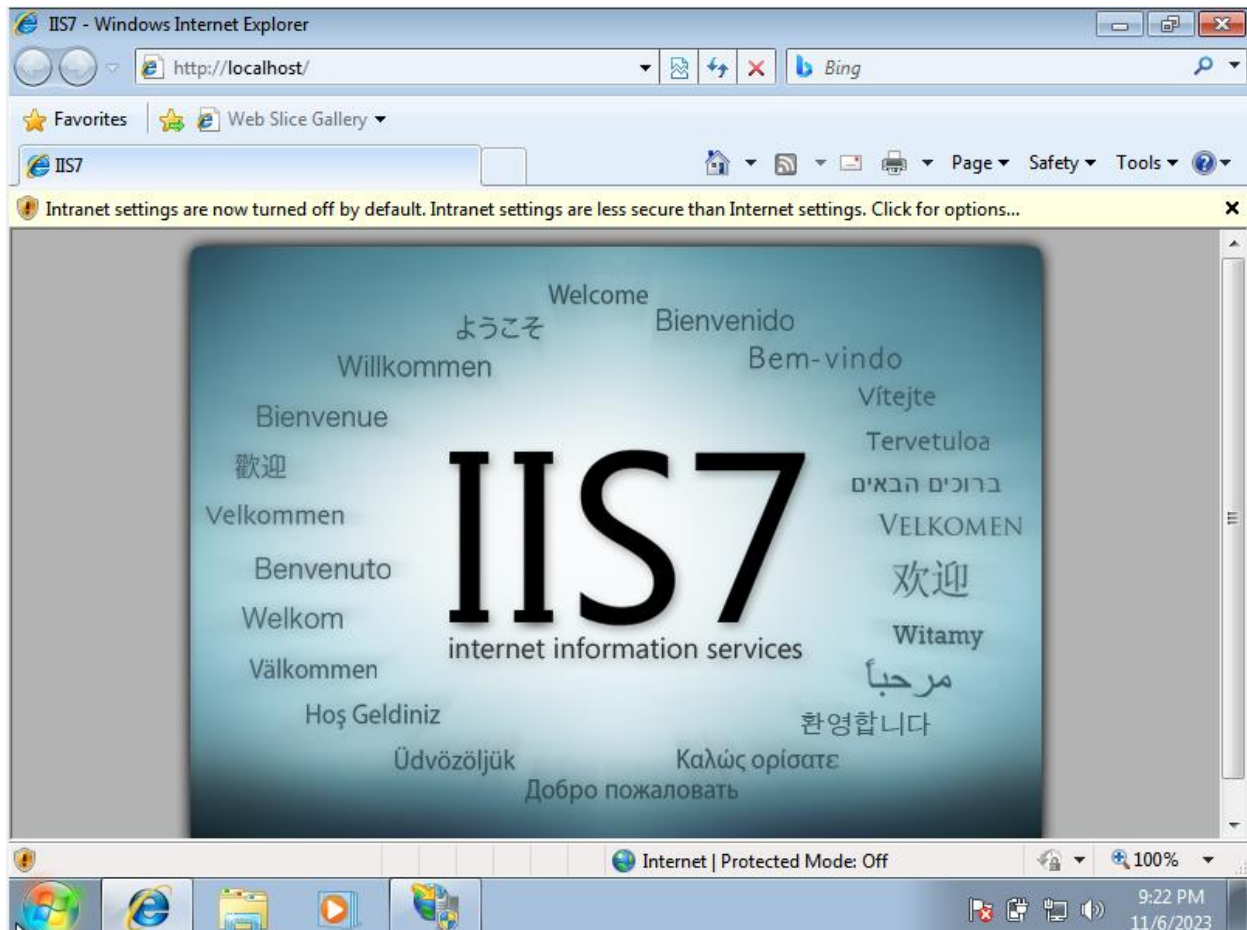 IIS7 - Windows Internet Explorer
http://localhost/
Bing
Favorites
Web Slice Gallery
IIS7
Page
Safety
Tools
Intranet settings are now turned off by default. Intranet settings are less secure than Internet settings. Click for options...
Welcome
ようこそ
Bienvenido
Willkommen
Bem-vindo
Bienvenue
Vítejte
歡迎
Tervetuloa
ברוכים הבאים
Velkommen
VELKOMEN
Benvenuto
欢迎
Welkom
Witamy
Välkommen
مرحباً
Hoş Geldiniz
환영합니다
Üdvözöljük
Καλώς ορίσατε
Добро пожаловать
IIS7
internet information services
Internet | Protected Mode: Off
100%
9:22 PM
11/6/2023